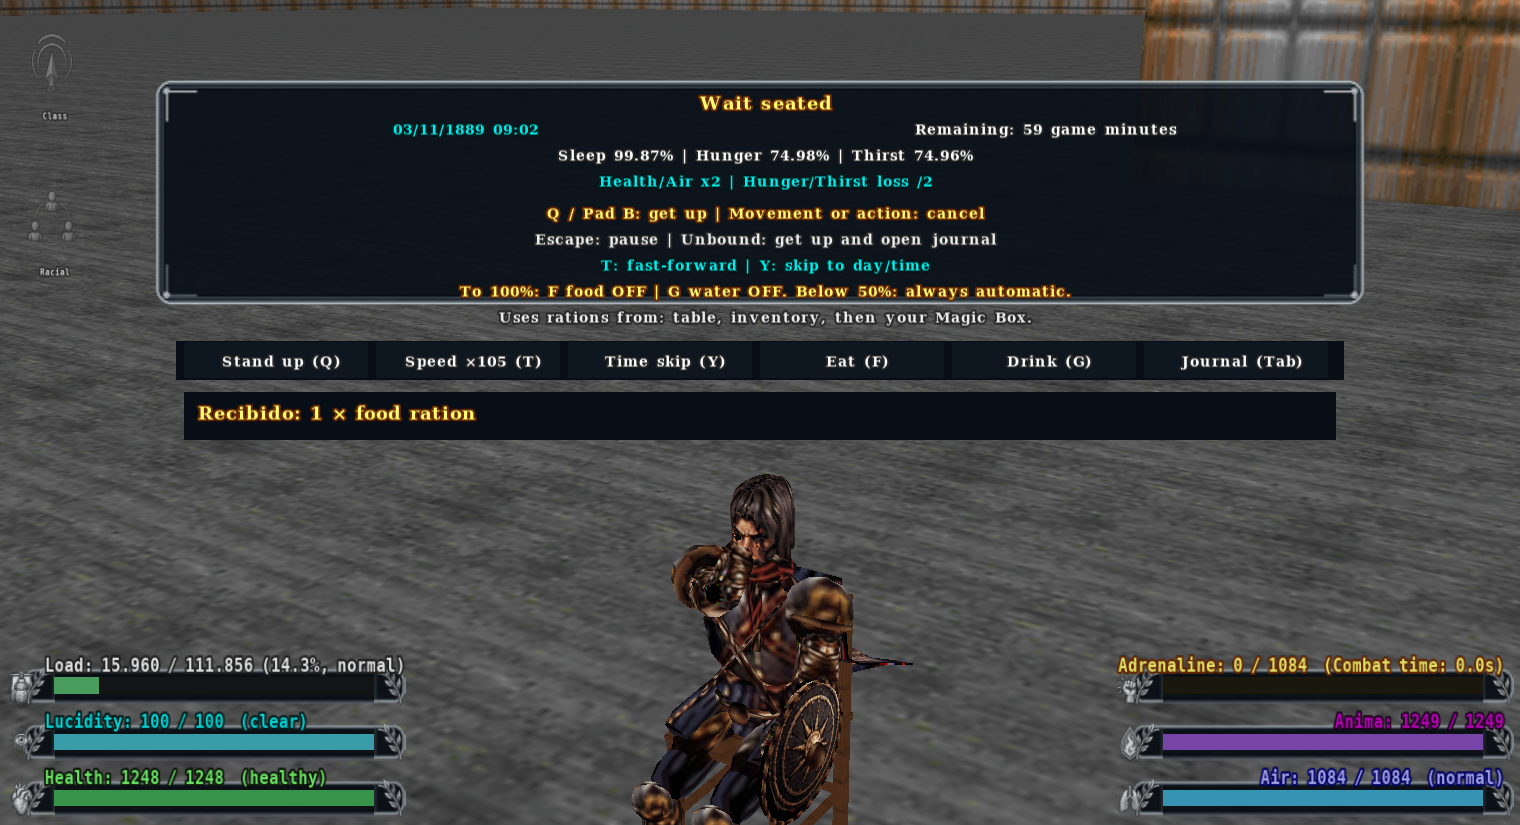 Class
Racial
Wait seated
03/11/1889 09:02
Remaining: 59 game minutes
Sleep 99.87% | Hunger 74.98% | Thirst 74.96%
Health/Air x2 | Hunger/Thirst loss /2
Q / Pad B: get up | Movement or action: cancel
Escape: pause | Unbound: get up and open journal
T: fast-forward | Y: skip to day/time
To 100%: F food OFF | G water OFF. Below 50%: always automatic.
Uses rations from: table, inventory, then your Magic Box.
Stand up (Q)
Speed ×105 (T)
Time skip (Y)
Eat (F)
Drink (G)
Journal (Tab)
Recibido: 1 × food ration
Load: 15.960 / 111.856 (14.3%, normal)
Lucidity: 100 / 100 (clear)
Health: 1248 / 1248 (healthy)
Adrenaline: 0 / 1084 (Combat time: 0.0s)
Anima: 1249 / 1249
Air: 1084 / 1084 (normal)